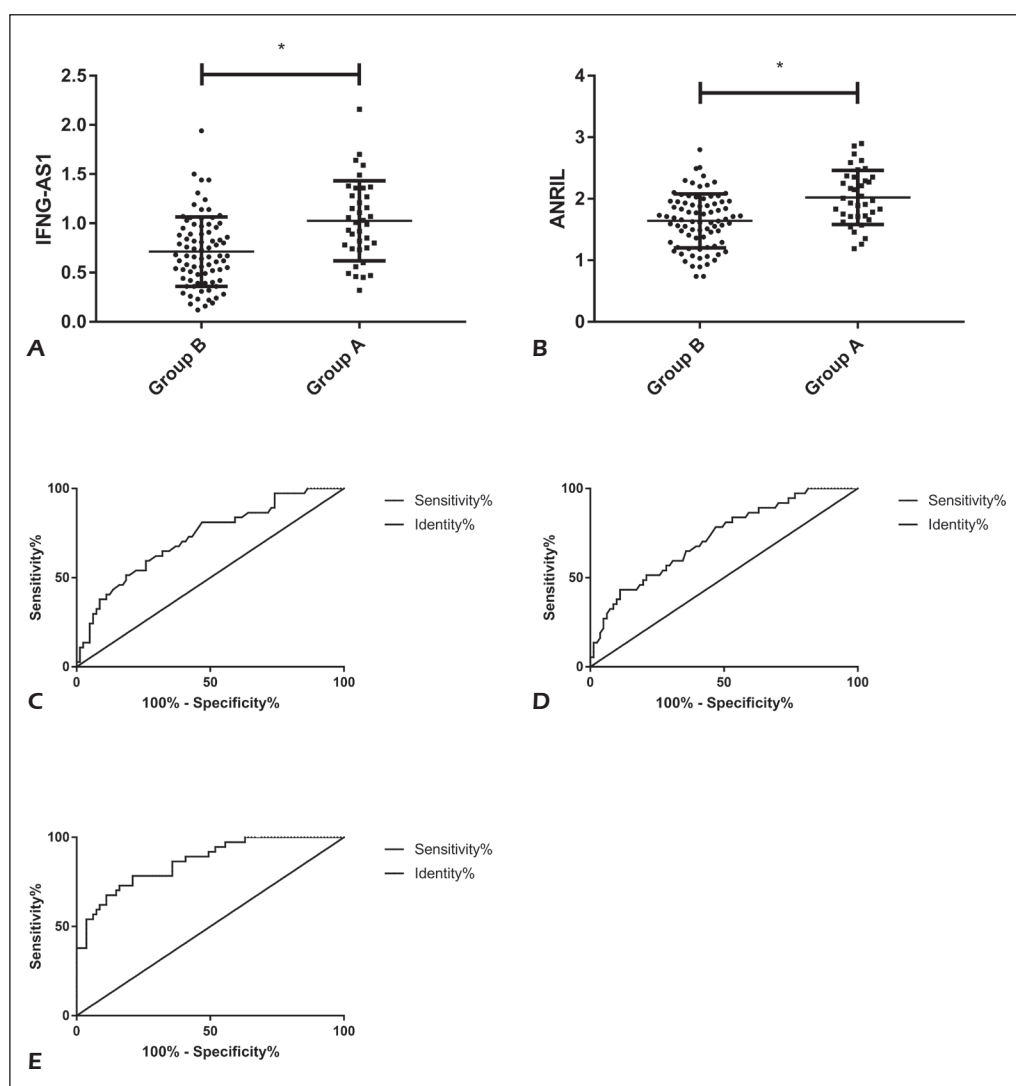 *
2.5
2.0
1.5
1.0
0.5
0.0
IFNG-AS1
Group B
Group A
A
*
4
3
2
1
0
ANRIL
Group B
Group A
B
100
50
0
Sensitivity%
0
50
100
100% - Specificity%
Sensitivity%
Identity%
C
100
50
0
Sensitivity%
0
50
100
100% - Specificity%
Sensitivity%
Identity%
D
100
50
0
Sensitivity%
0
50
100
100% - Specificity%
Sensitivity%
Identity%
E